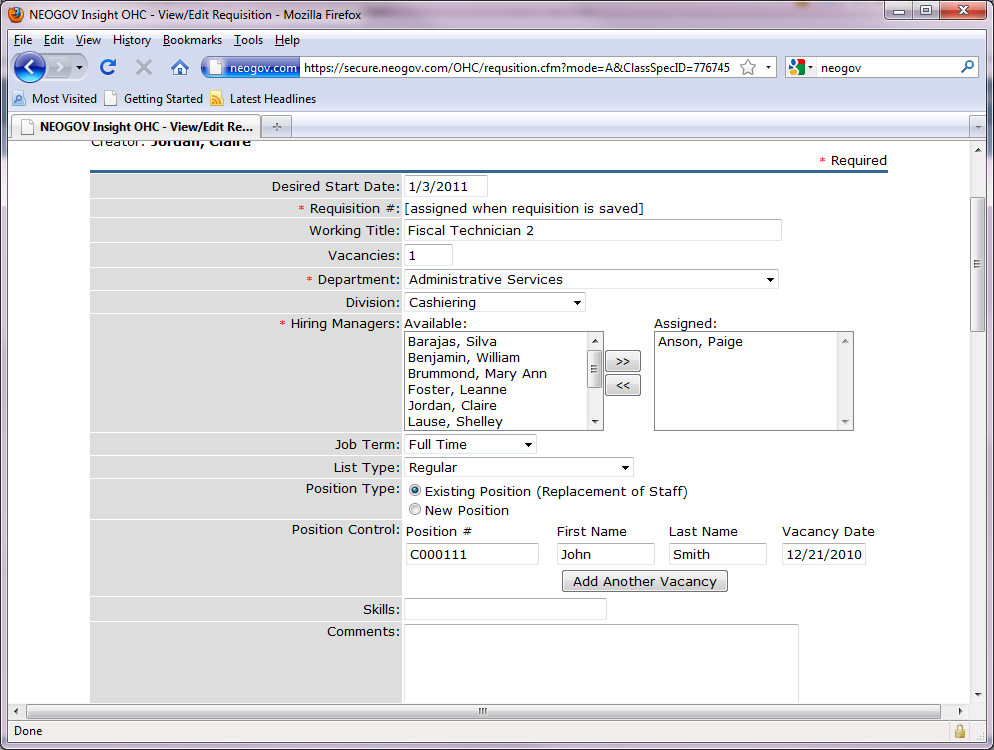 NEOGOV Insight OHC - View/Edit Requisition - Mozilla Firefox
File Edit View History Bookmarks Tools Help
neogov.com https://secure.neogov.com/OHC/requsition.cfm?mode=A&ClassSpecID=776745 neogov
Most Visited Getting Started Latest Headlines
NEOGOV Insight OHC - View/Edit Re...
Creator: Jordan, Claire
* Required
Desired Start Date: 1/3/2011
* Requisition #: [assigned when requisition is saved]
Working Title: Fiscal Technician 2
Vacancies: 1
* Department: Administrative Services
Division: Cashiering
* Hiring Managers: Available: Assigned:
Barajas, Silva Anson, Paige
Benjamin, William
>>
Brummond, Mary Ann
Foster, Leanne
<<
Jordan, Claire
Lause, Shelley
Job Term: Full Time
List Type: Regular
Position Type: Existing Position (Replacement of Staff)
New Position
Position Control: Position # First Name Last Name Vacancy Date
C000111 John Smith 12/21/2010
Add Another Vacancy
Skills:
Comments:
Done